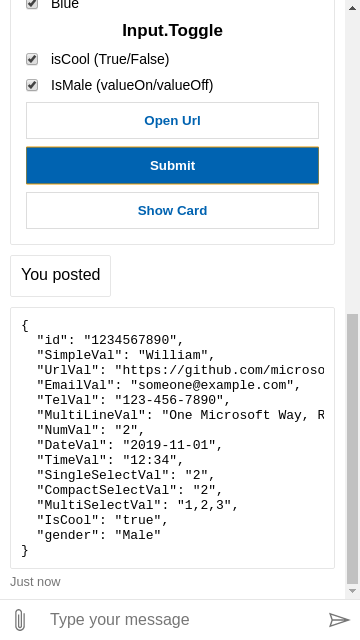 Blue
Input.Toggle
isCool (True/False)
IsMale (valueOn/valueOff)
Open Url
Submit
Show Card
You posted
{
"id": "1234567890",
"SimpleVal": "William",
"UrlVal": "https://github.com/microso
"EmailVal": "someone@example.com",
"TelVal": "123-456-7890",
"MultiLineVal": "One Microsoft Way, R
"NumVal": "2",
"DateVal": "2019-11-01",
"TimeVal": "12:34",
"SingleSelectVal": "2",
"CompactSelectVal": "2",
"MultiSelectVal": "1,2,3",
"IsCool": "true",
"gender": "Male"
}
Just now
Type your message